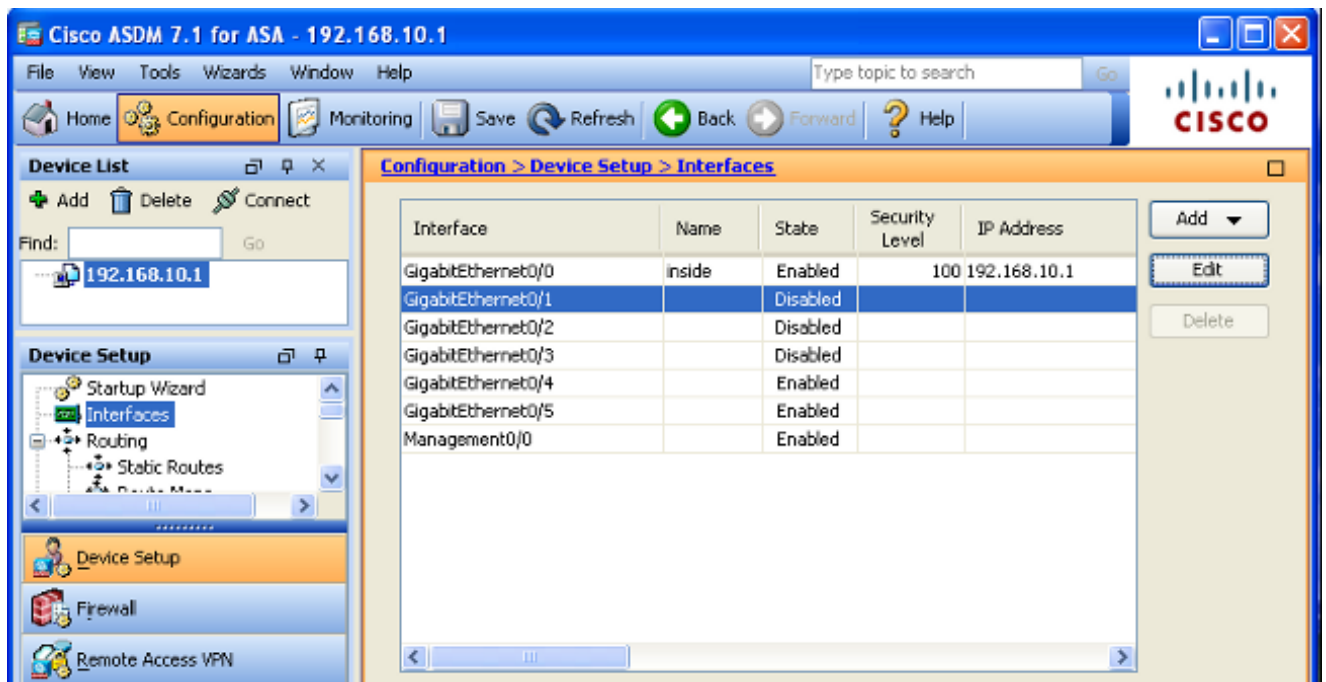 Cisco ASDM 7.1 for ASA - 192.168.10.1
File View Tools Wizards Window Help Type topic to search Go
Home Configuration Monitoring Save Refresh Back Forward Help
CISCO
Device List
Add Delete Connect
Find: Go
192.168.10.1
Device Setup
Startup Wizard
Interfaces
Routing
Static Routes
Device Setup
Firewall
Remote Access VPN
Configuration > Device Setup > Interfaces
Interface Name State Security Level IP Address
GigabitEthernet0/0 inside Enabled 100 192.168.10.1
GigabitEthernet0/1 Disabled
GigabitEthernet0/2 Disabled
GigabitEthernet0/3 Disabled
GigabitEthernet0/4 Enabled
GigabitEthernet0/5 Enabled
Management0/0 Enabled
Add
Edit
Delete